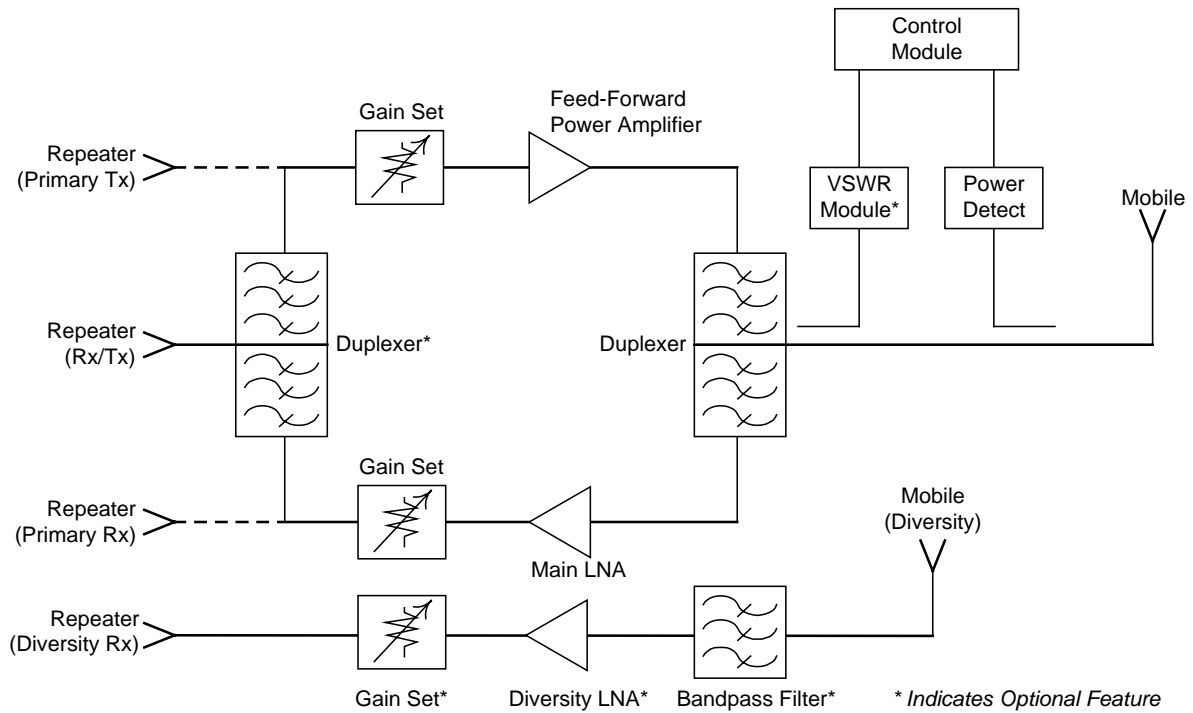 Control
Module
Gain Set
Feed-Forward
Power Amplifier
Repeater
(Primary Tx)
VSWR
Module*
Power
Detect
Mobile
Repeater
(Rx/Tx)
Duplexer*
Duplexer
Gain Set
Repeater
(Primary Rx)
Main LNA
Mobile
(Diversity)
Repeater
(Diversity Rx)
Gain Set*
Diversity LNA*
Bandpass Filter*
* Indicates Optional Feature